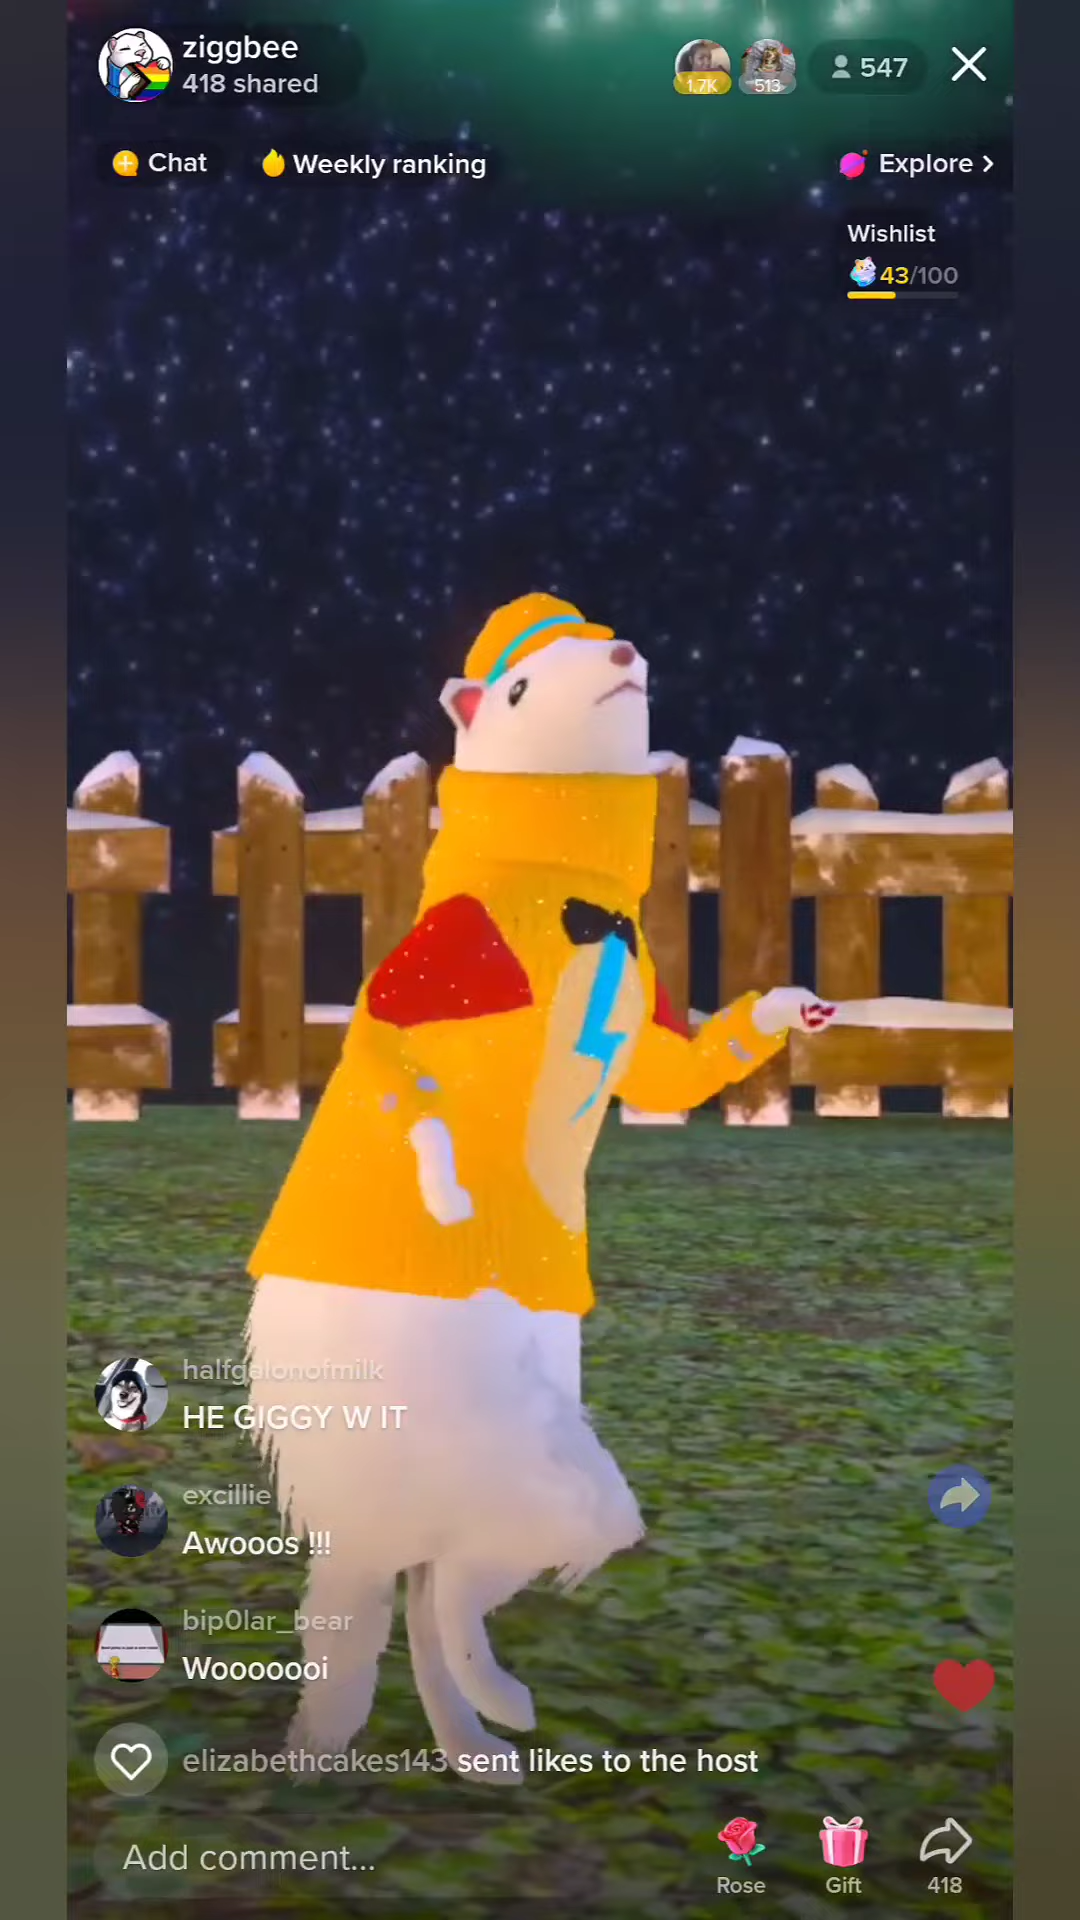 ziggbee
418 shared
1.7K
513
547
Chat
Weekly ranking
Explore
Wishlist
43/100
halfgalonofmilk
HE GIGGY W IT
excillie
Awooos !!!
bip0lar_bear
Wooooooi
elizabethcakes143 sent likes to the host
Add comment...
Rose
Gift
418